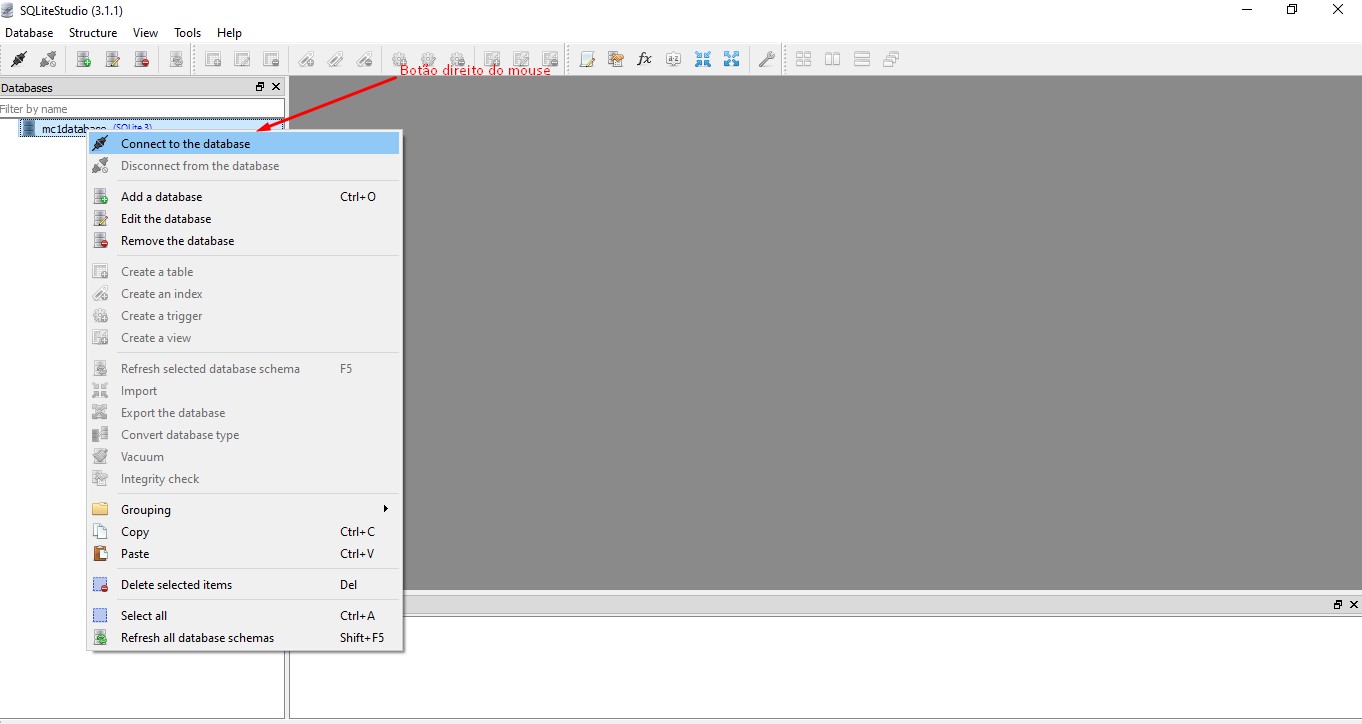 SQLiteStudio (3.1.1)
Database Structure View Tools Help
Botão direito do mouse
Databases
Filter by name
mc1database (SQLite 3)
Connect to the database
Disconnect from the database
Add a database Ctrl+O
Edit the database
Remove the database
Create a table
Create an index
Create a trigger
Create a view
Refresh selected database schema F5
Import
Export the database
Convert database type
Vacuum
Integrity check
Grouping
Copy Ctrl+C
Paste Ctrl+V
Delete selected items Del
Select all Ctrl+A
Refresh all database schemas Shift+F5